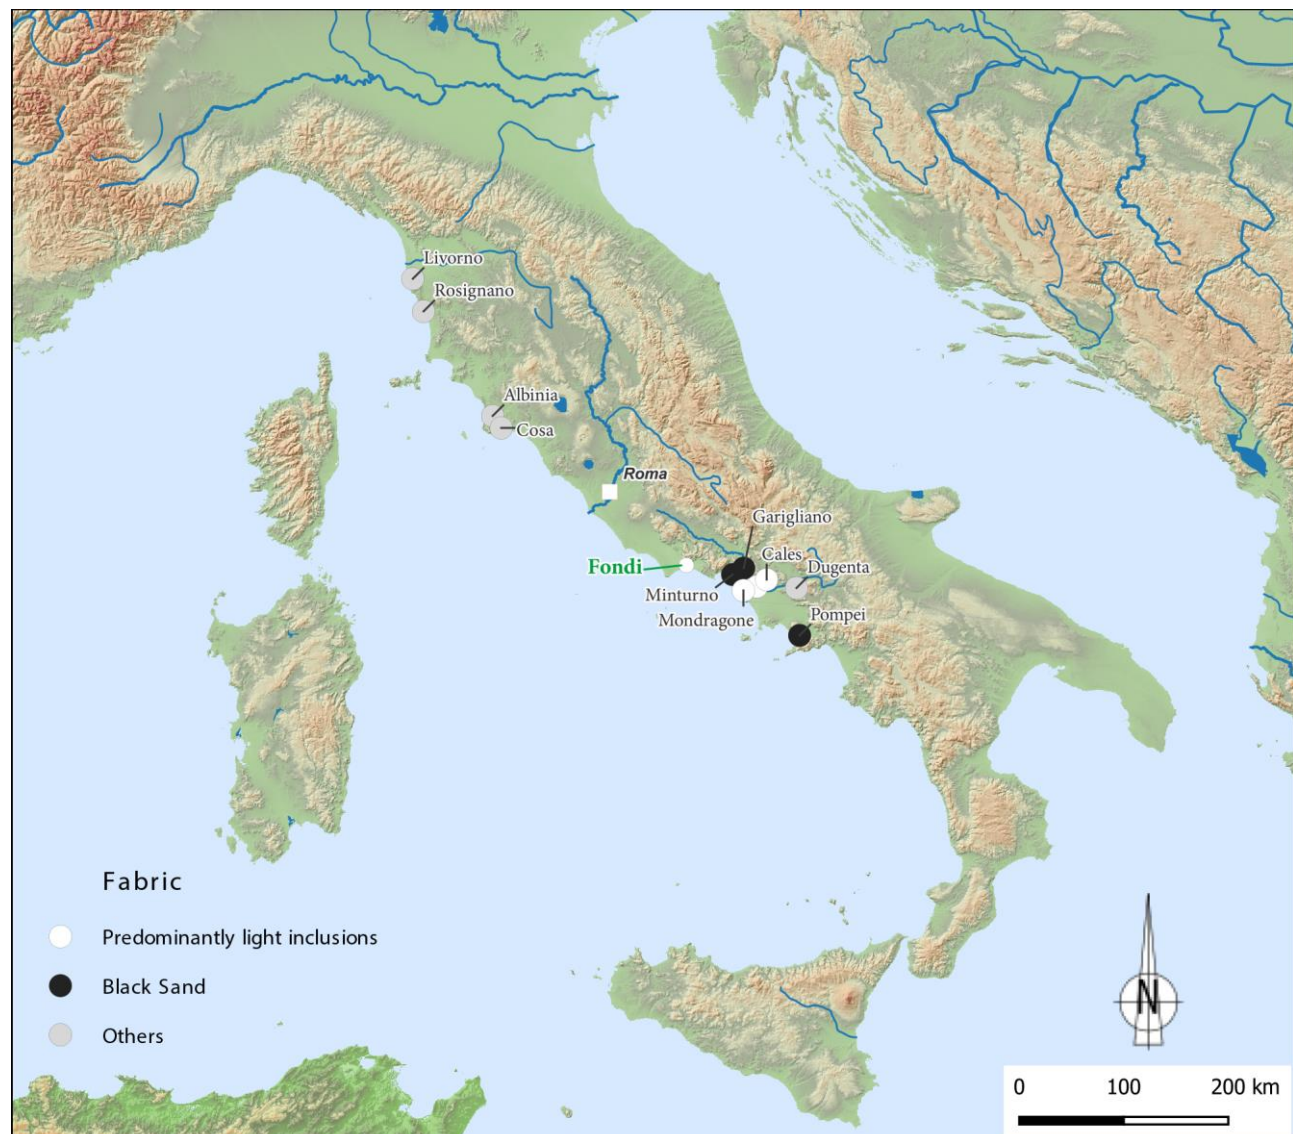 Livorno
Rosignano
Albinia
Cosa
Roma
Garigliano
Fondi
Cales
Dugenta
Minturno
Mondragone
Pompei
Fabric
Predominantly light inclusions
Black Sand
Others
N
0 100 200 km